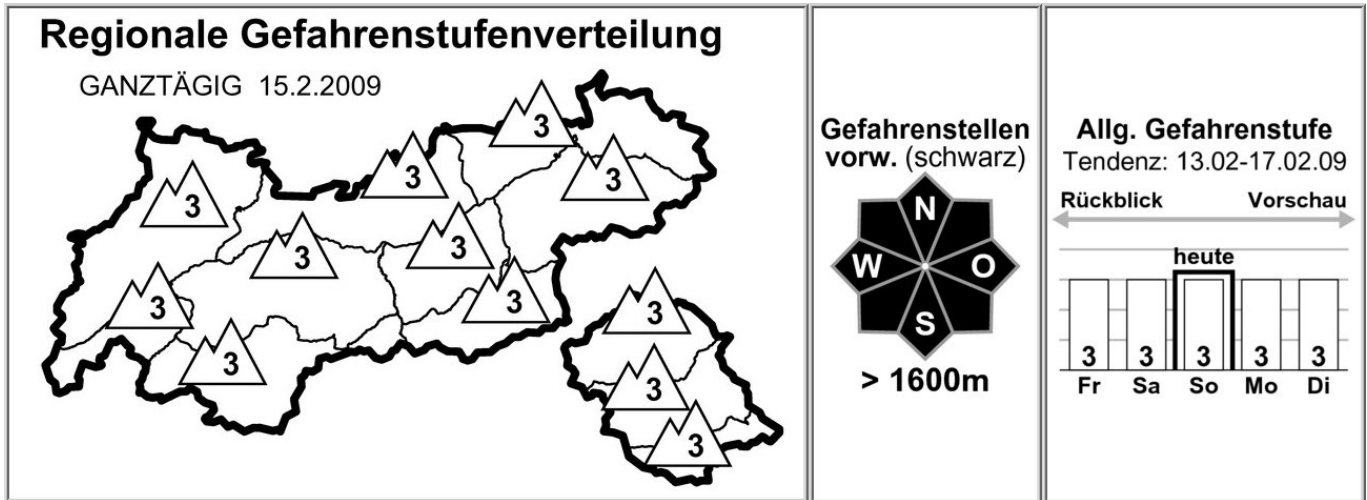 Regionale Gefahrenstufenverteilung
GANZTÄGIG 15.2.2009
3
3
3
3
3
3
3
3
3
3
3
3
Gefahrenstellen
vorw. (schwarz)
N
W O
S
> 1600m
Allg. Gefahrenstufe
Tendenz: 13.02-17.02.09
Rückblick Vorschau
heute
3 3 3 3 3
Fr Sa So Mo Di